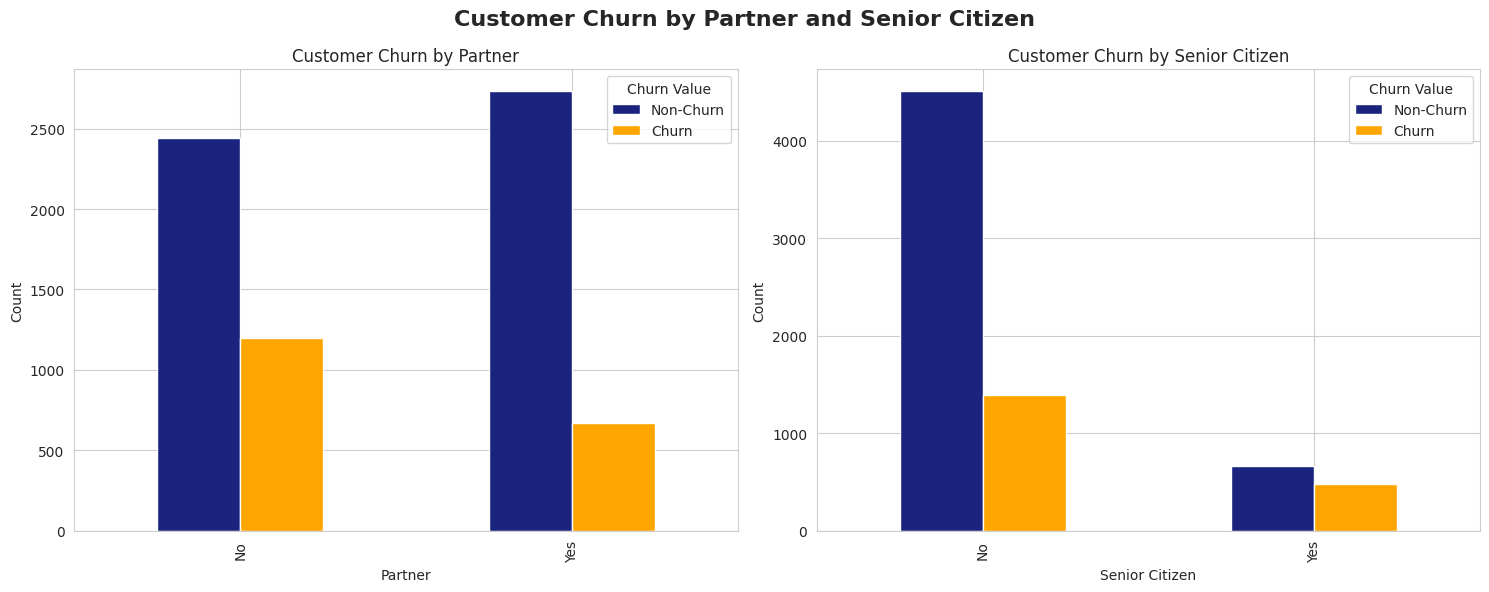 Customer Churn by Partner and Senior Citizen
Customer Churn by Partner
Churn Value
Non-Churn
Churn
2500
2000
1500
1000
500
0
Count
No
Yes
Partner
Customer Churn by Senior Citizen
Churn Value
Non-Churn
Churn
4000
3000
2000
1000
0
Count
No
Yes
Senior Citizen